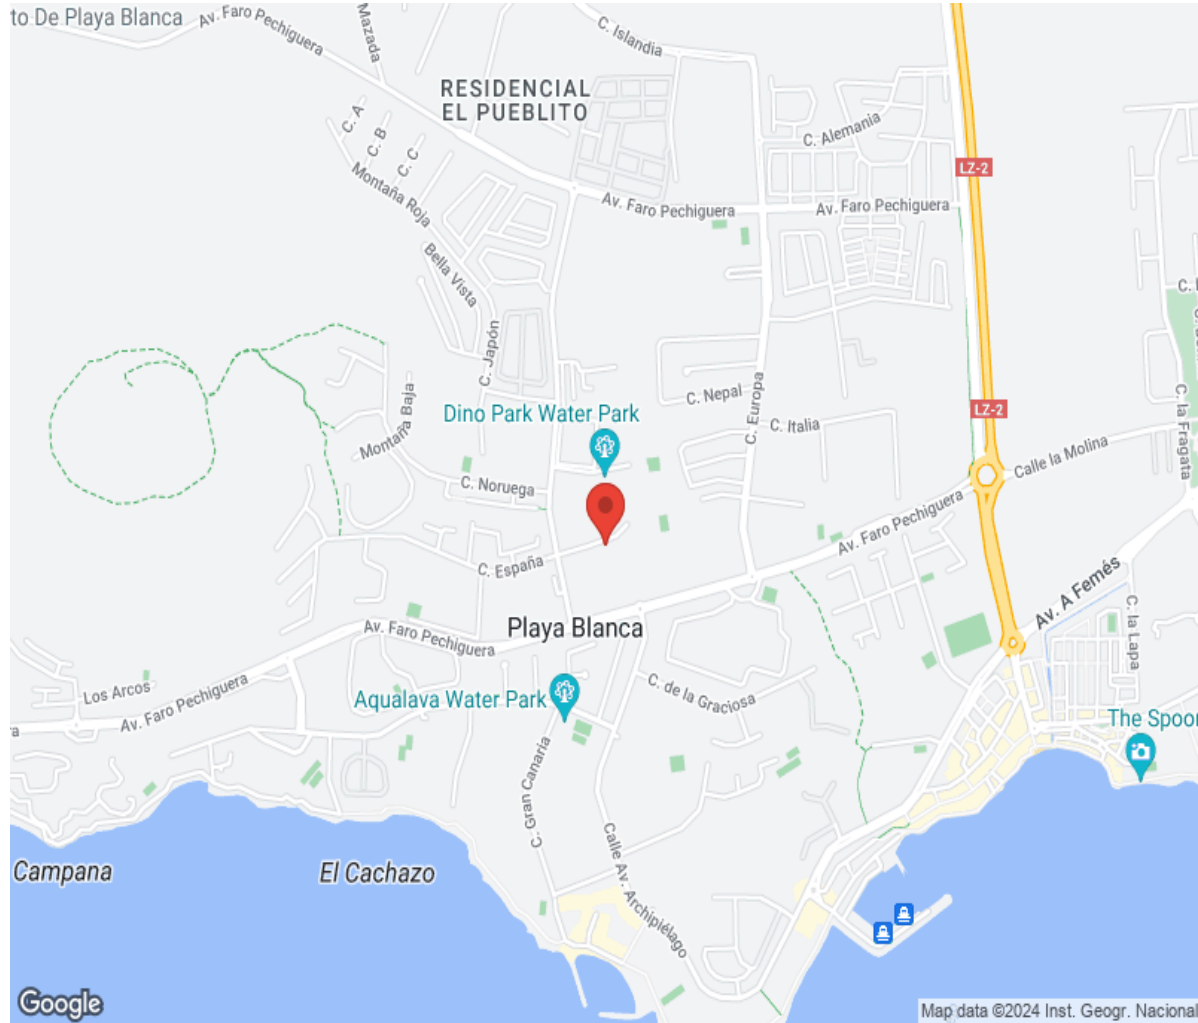 to De Playa Blanca
Av. Faro Pechiguera
Mazada
C. Islandia
RESIDENCIAL
EL PUEBLITO
C. A
C. B
C. C
C. Alemania
LZ-2
Montaña Roja
Av. Faro Pechiguera
Av. Faro Pechiguera
Bella Vista
C. Japón
C. Nepal
C. Europa
C. Italia
LZ-2
C. la Fragata
Dino Park Water Park
Montaña Baja
C. Noruega
Calle la Molina
Av. Faro Pechiguera
C. España
Av. A Femés
C. la Lapa
Playa Blanca
Av. Faro Pechiguera
Los Arcos
Av. Faro Pechiguera
Aqualava Water Park
C. de la Graciosa
The Spoor
C. Gran Canaria
Calle Av. Archipiélago
Campana
El Cachazo
Google
Map data ©2024 Inst. Geogr. Nacional